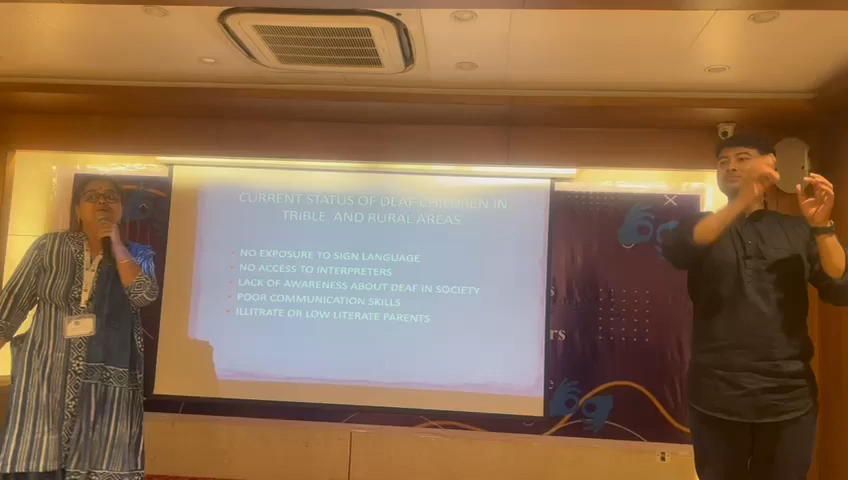 CURRENT STATUS OF DEAF CHILDREN IN
TRIBLE AND RURAL AREAS
NO EXPOSURE TO SIGN LANGUAGE
NO ACCESS TO INTERPRETERS
LACK OF AWARENESS ABOUT DEAF IN SOCIETY
POOR COMMUNICATION SKILLS
ILLITRATE OR LOW LITERATE PARENTS
rs